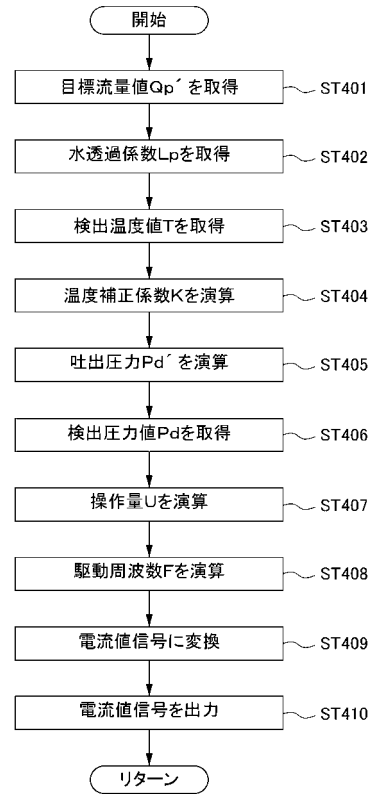 開始
目標流量値Qp´を取得 ST401
水透過係数Lpを取得 ST402
検出温度値Tを取得 ST403
温度補正係数Kを演算 ST404
吐出圧力Pd´を演算 ST405
検出圧力値Pdを取得 ST406
操作量Uを演算 ST407
駆動周波数Fを演算 ST408
電流値信号に変換 ST409
電流値信号を出力 ST410
リターン